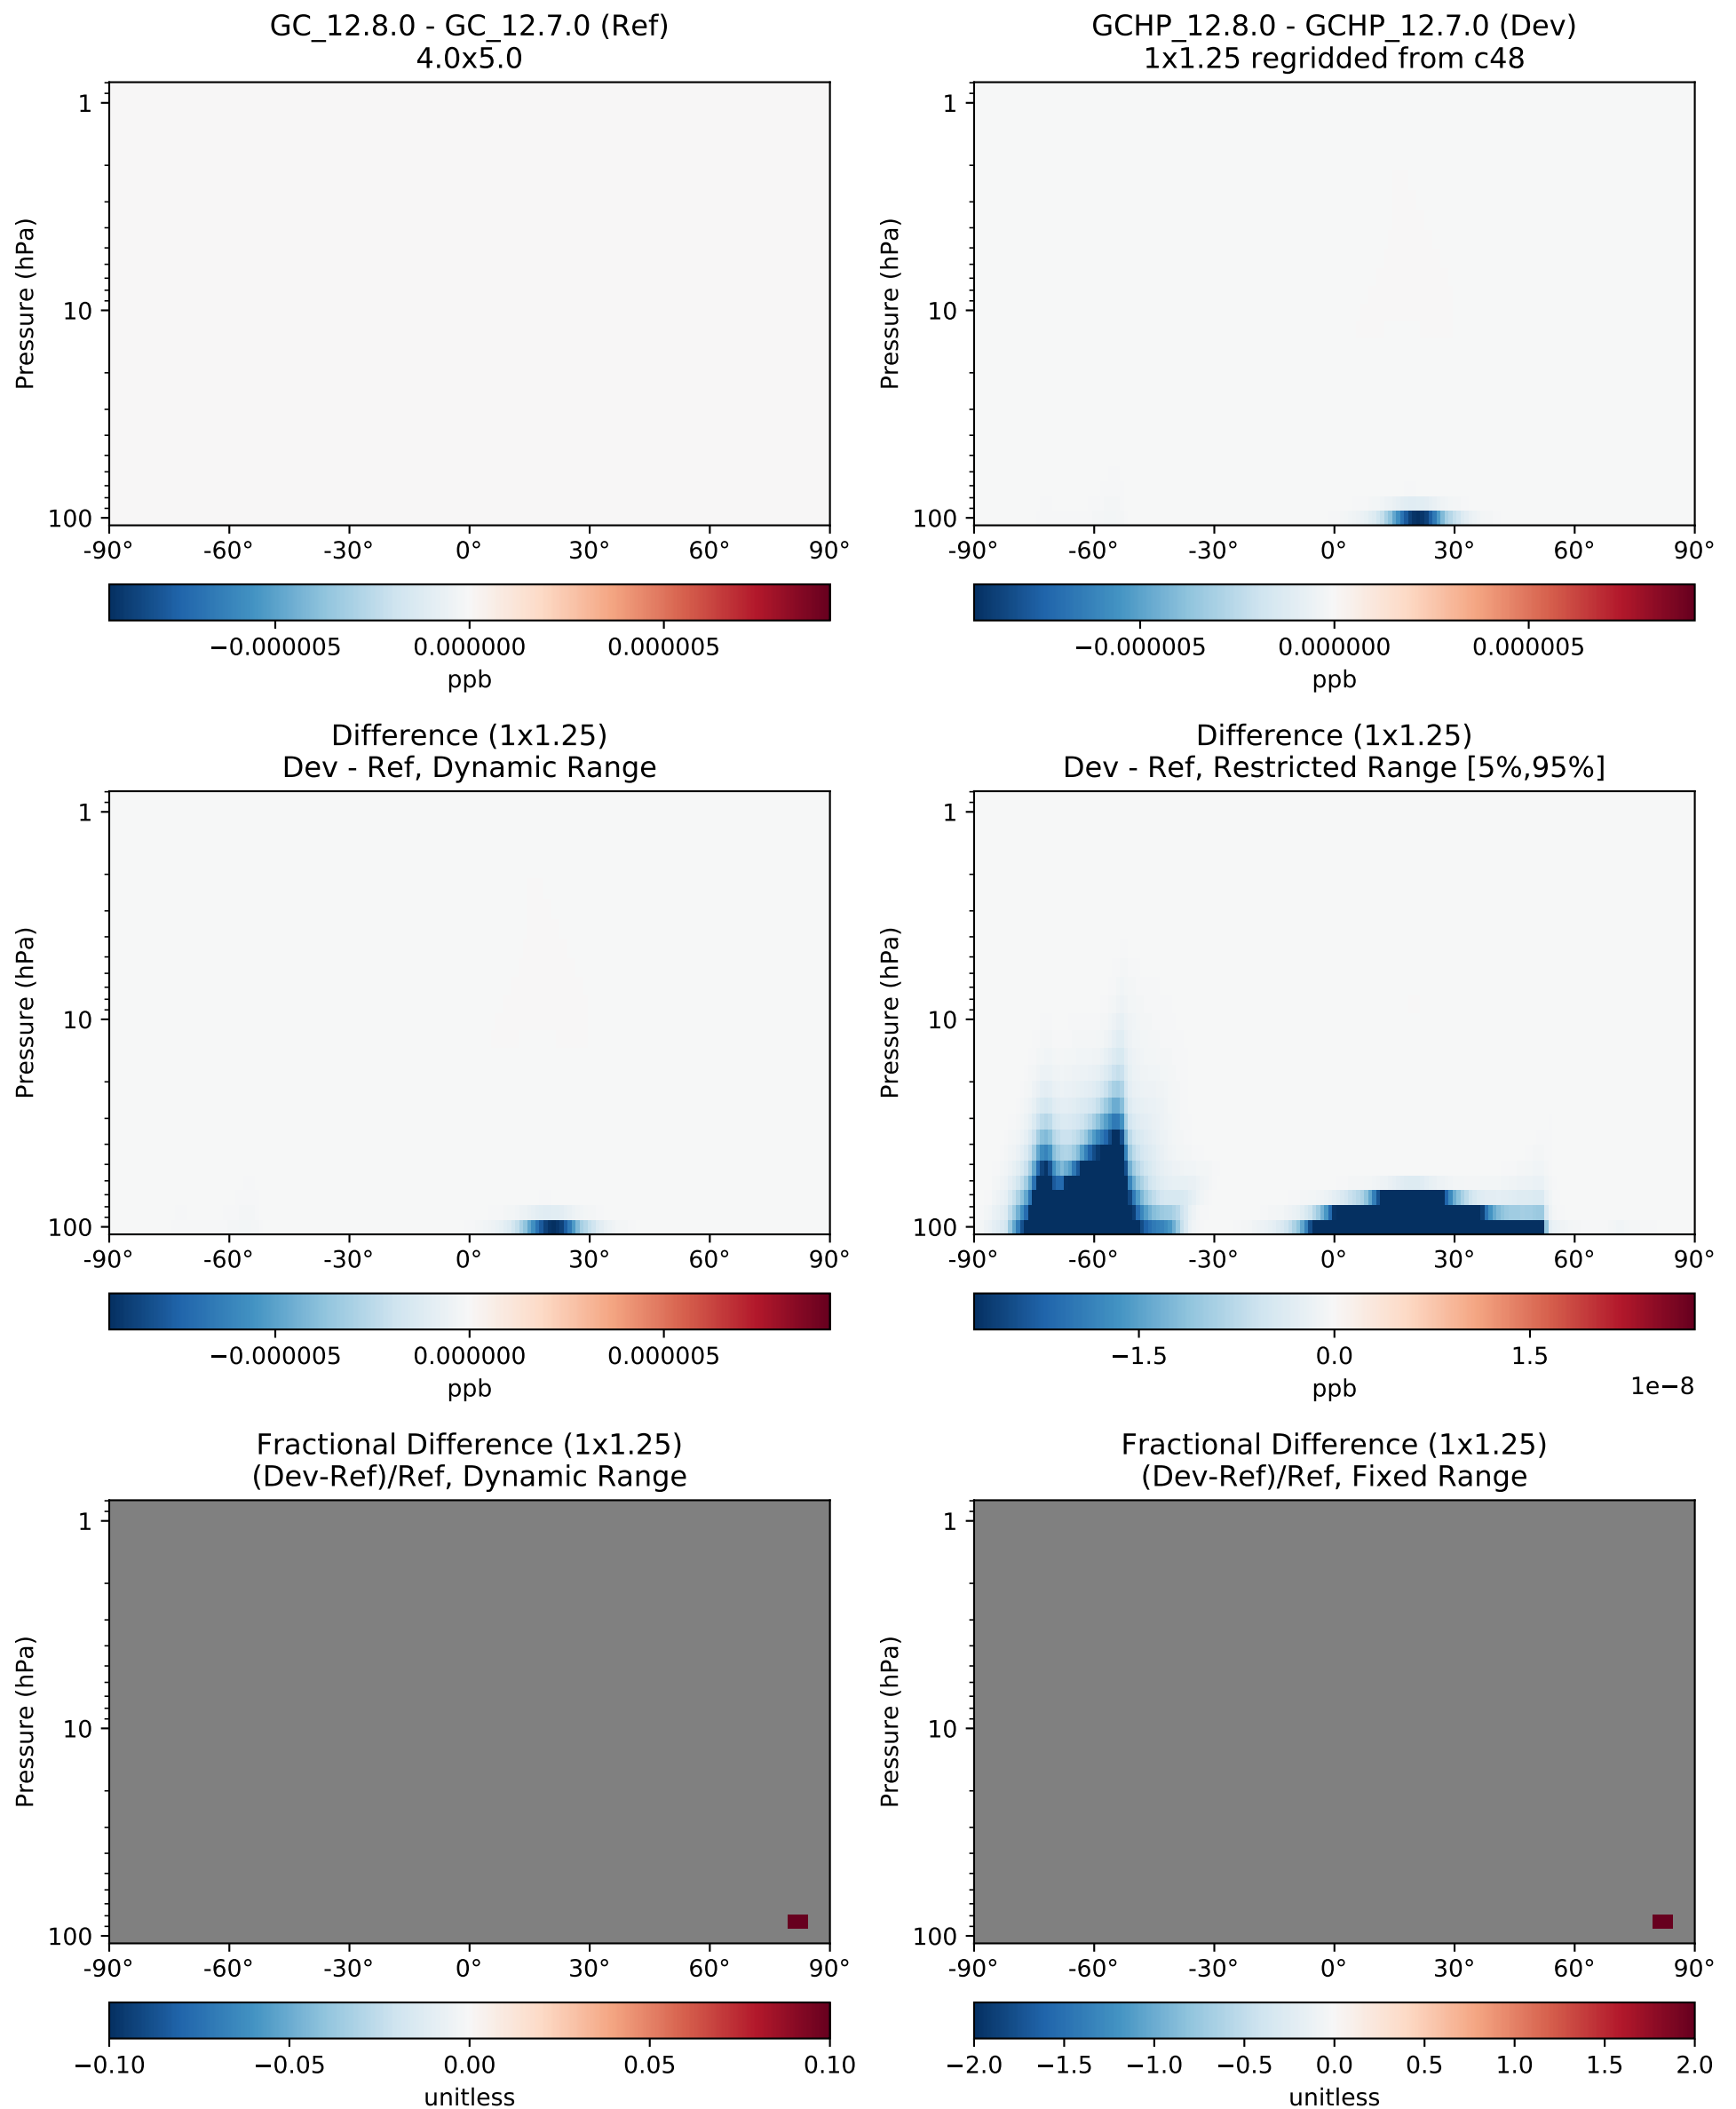 GC_12.8.0 - GC_12.7.0 (Ref)
4.0x5.0
Pressure (hPa)
1
10
100
-90° -60° -30° 0° 30° 60° 90°
−0.000005 0.000000 0.000005
ppb
GCHP_12.8.0 - GCHP_12.7.0 (Dev)
1x1.25 regridded from c48
Pressure (hPa)
1
10
100
-90° -60° -30° 0° 30° 60° 90°
−0.000005 0.000000 0.000005
ppb
Difference (1x1.25)
Dev - Ref, Dynamic Range
Pressure (hPa)
1
10
100
-90° -60° -30° 0° 30° 60° 90°
−0.000005 0.000000 0.000005
ppb
Difference (1x1.25)
Dev - Ref, Restricted Range [5%,95%]
Pressure (hPa)
1
10
100
-90° -60° -30° 0° 30° 60° 90°
−1.5 0.0 1.5
ppb
1e−8
Fractional Difference (1x1.25)
(Dev-Ref)/Ref, Dynamic Range
Pressure (hPa)
1
10
100
-90° -60° -30° 0° 30° 60° 90°
−0.10 −0.05 0.00 0.05 0.10
unitless
Fractional Difference (1x1.25)
(Dev-Ref)/Ref, Fixed Range
Pressure (hPa)
1
10
100
-90° -60° -30° 0° 30° 60° 90°
−2.0 −1.5 −1.0 −0.5 0.0 0.5 1.0 1.5 2.0
unitless